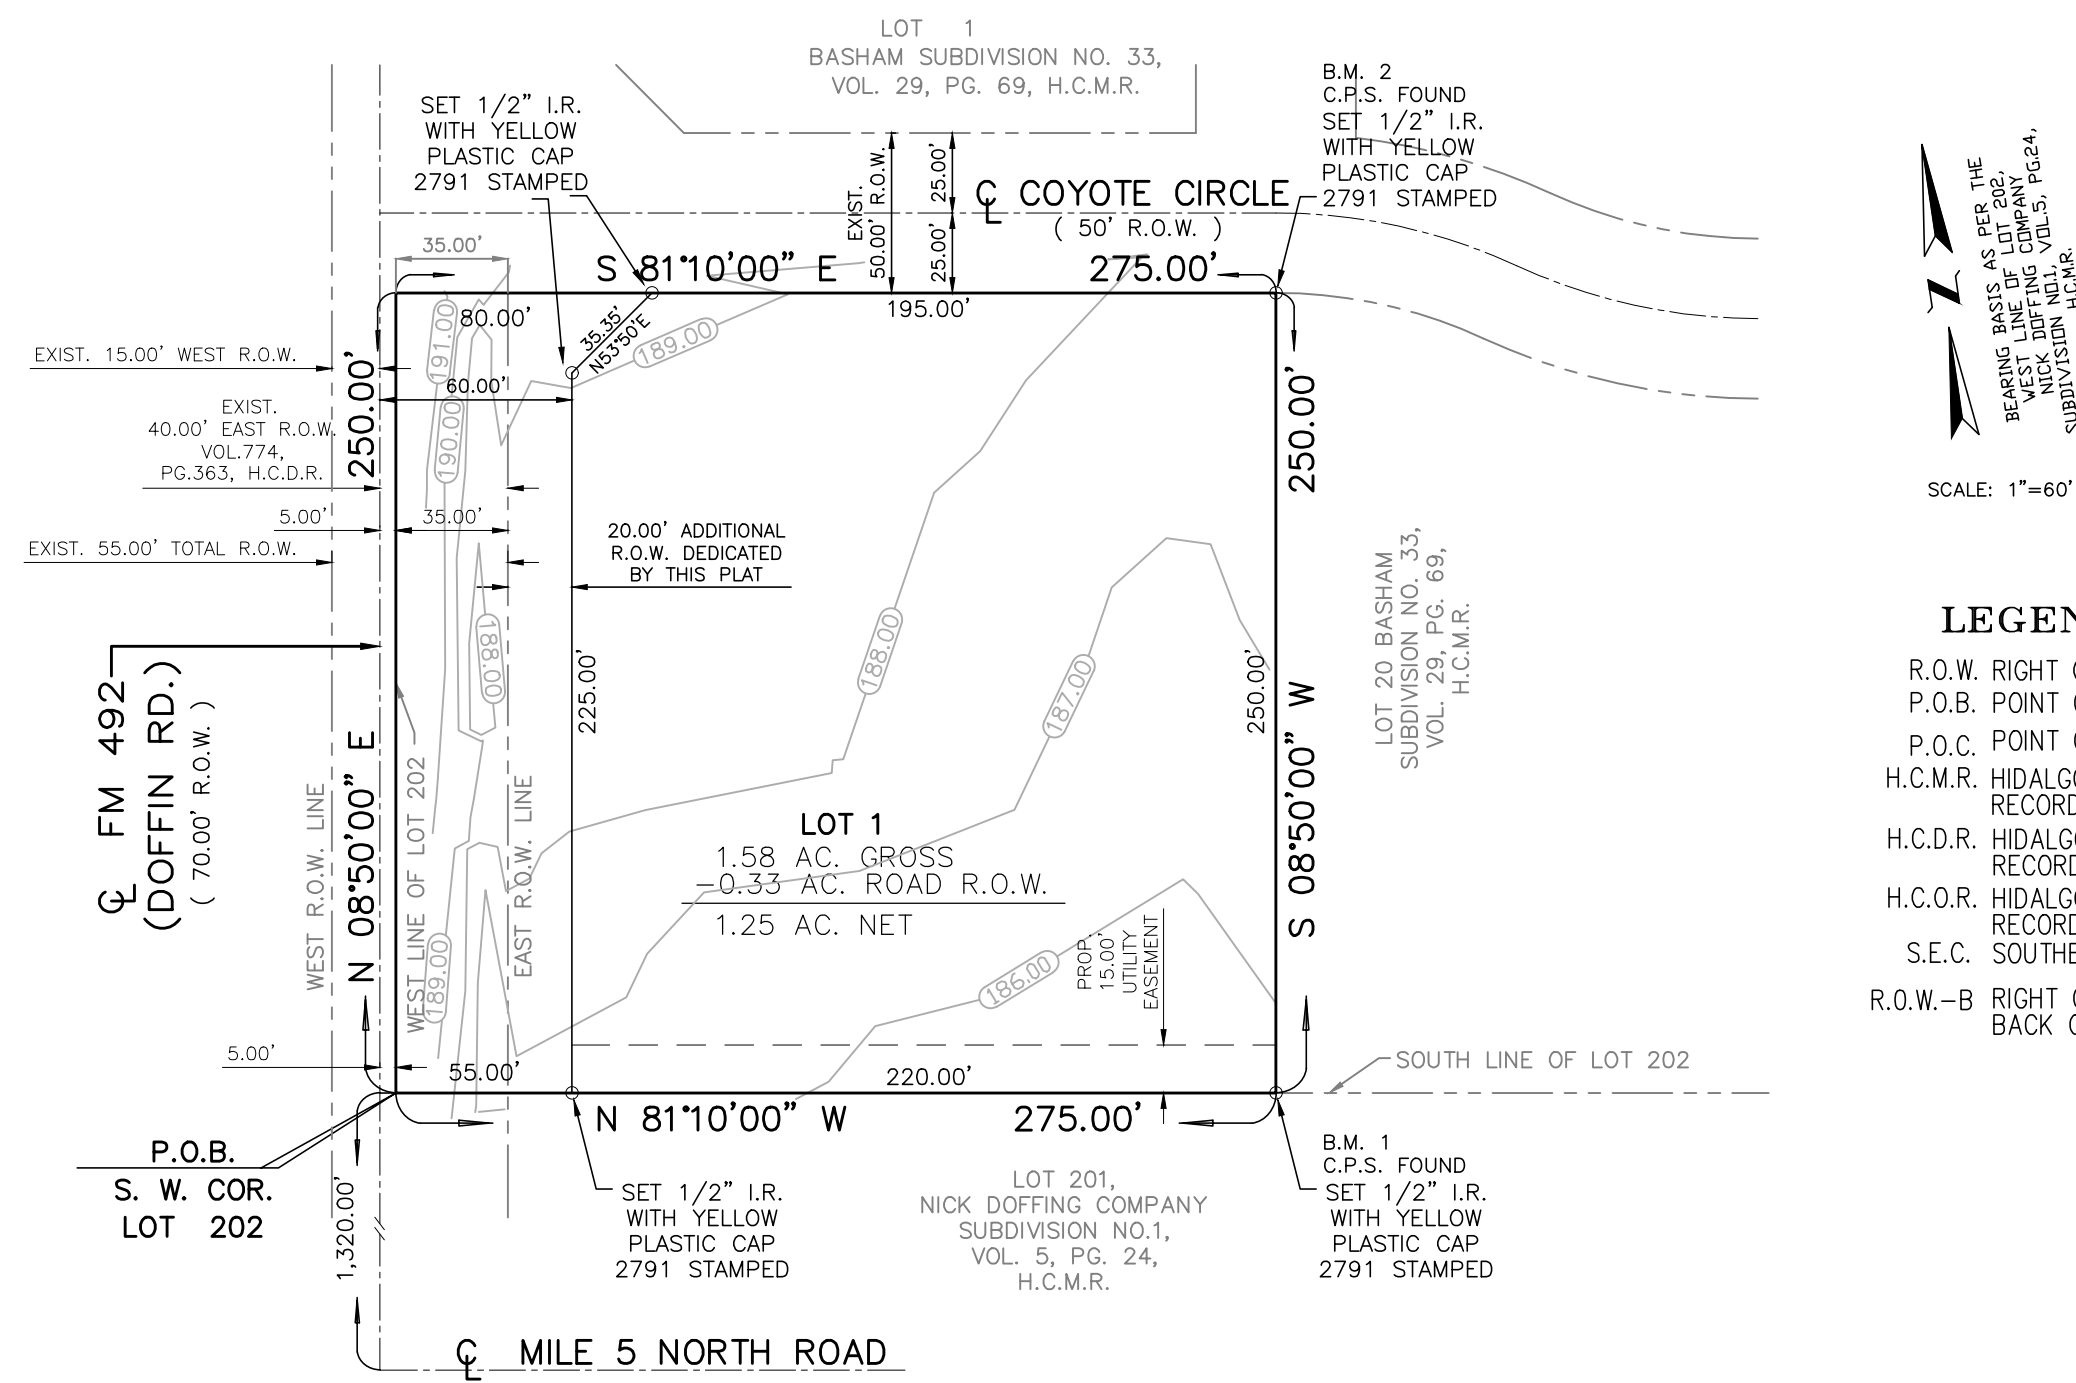 LOT 1
BASHAM SUBDIVISION NO. 33,
VOL. 29, PG. 69, H.C.M.R.
SET 1/2" I.R.
WITH YELLOW
PLASTIC CAP
2791 STAMPED
B.M. 2
C.P.S. FOUND
SET 1/2" I.R.
WITH YELLOW
PLASTIC CAP
2791 STAMPED
EXIST.
50.00' R.O.W.
25.00'
25.00'
℄ COYOTE CIRCLE
( 50' R.O.W. )
35.00'
S 81°10'00" E
275.00'
80.00'
195.00'
35.35'
N53°50'E
189.00
191.00
190.00
60.00'
EXIST. 15.00' WEST R.O.W.
EXIST.
40.00' EAST R.O.W.
VOL.774,
PG.363, H.C.D.R.
5.00'
35.00'
EXIST. 55.00' TOTAL R.O.W.
250.00'
250.00'
20.00' ADDITIONAL
R.O.W. DEDICATED
BY THIS PLAT
BEARING BASIS AS PER THE
WEST LINE OF LOT 202,
NICK DOFFING COMPANY
SUBDIVISION NO.1, VOL.5, PG.24,
H.C.M.R.
N
SCALE: 1"=60'
℄ FM 492
(DOFFIN RD.)
( 70.00' R.O.W. )
WEST R.O.W. LINE
N 08°50'00" E
WEST LINE OF LOT 202
EAST R.O.W. LINE
188.00
225.00'
188.00
187.00
250.00'
S 08°50'00" W
LOT 20 BASHAM
SUBDIVISION NO. 33,
VOL. 29, PG. 69,
H.C.M.R.
LOT 1
1.58 AC. GROSS
-0.33 AC. ROAD R.O.W.
1.25 AC. NET
189.00
186.00
PROP.
15.00'
UTILITY
EASEMENT
5.00'
55.00'
220.00'
SOUTH LINE OF LOT 202
N 81°10'00" W
275.00'
P.O.B.
S. W. COR.
LOT 202
1,320.00'
SET 1/2" I.R.
WITH YELLOW
PLASTIC CAP
2791 STAMPED
LOT 201,
NICK DOFFING COMPANY
SUBDIVISION NO.1,
VOL. 5, PG. 24,
H.C.M.R.
B.M. 1
C.P.S. FOUND
SET 1/2" I.R.
WITH YELLOW
PLASTIC CAP
2791 STAMPED
℄ MILE 5 NORTH ROAD
LEGEN
R.O.W. RIGHT
P.O.B. POINT
P.O.C. POINT
H.C.M.R. HIDALG
RECORD
H.C.D.R. HIDALG
RECORD
H.C.O.R. HIDALG
RECORD
S.E.C. SOUTHE
R.O.W.-B RIGHT
BACK